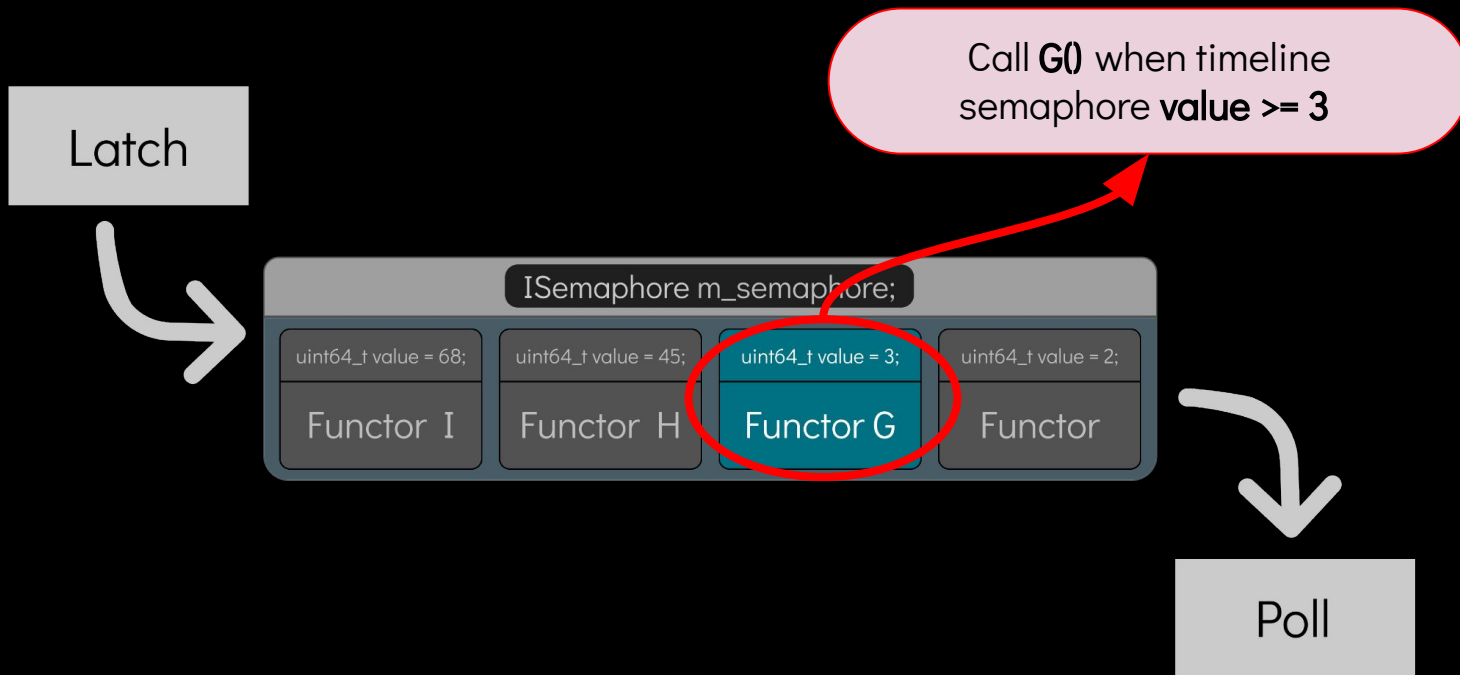 Call G() when timeline
semaphore value >= 3
Latch
ISemaphore m_semaphore;
uint64_t value = 68;
uint64_t value = 45;
uint64_t value = 3;
uint64_t value = 2;
Functor I
Functor H
Functor G
Functor
Poll